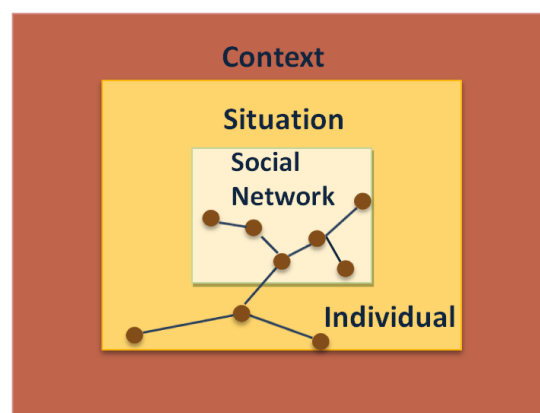 Context
Situation
Social
Network
Individual